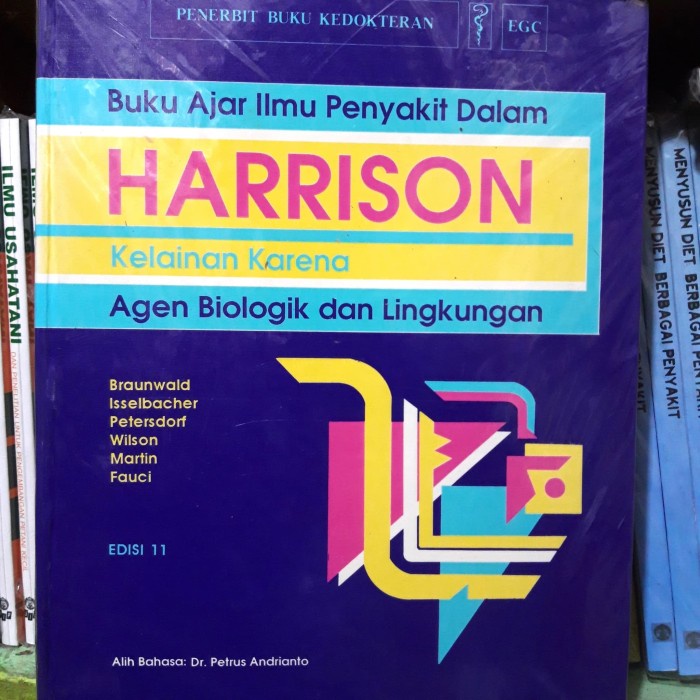 PENERBIT BUKU KEDOKTERAN
EGC
Buku Ajar Ilmu Penyakit Dalam
HARRISON
Kelainan Karena
Agen Biologik dan Lingkungan
Braunwald
Isselbacher
Petersdorf
Wilson
Martin
Fauci
EDISI 11
Alih Bahasa: Dr. Petrus Andrianto
ILMU USAHATANI
MENYUSUN DIET BERBAGAI PENYAKIT
MENYUSUN DIET BERBAGAI